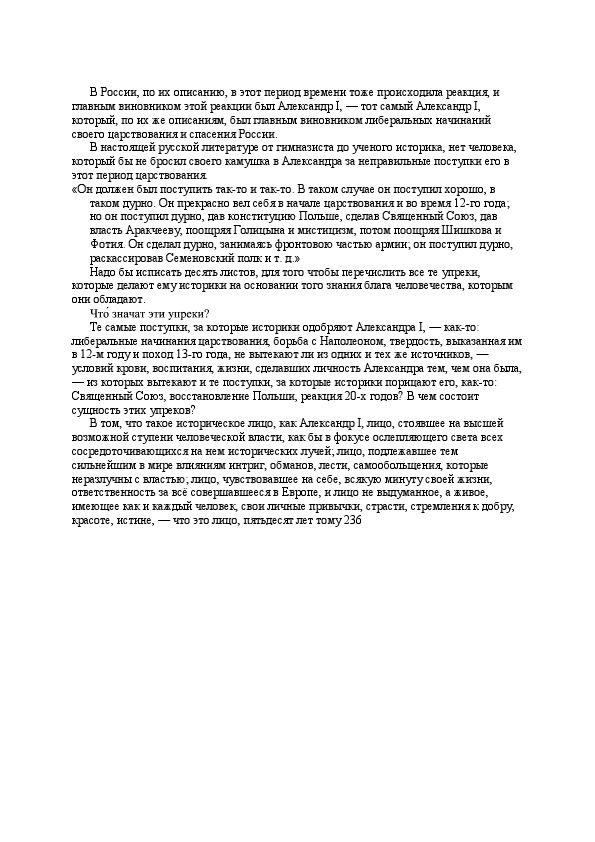 В России, по их описанию, в этот период времени тоже происходила реакция, и
главным виновником этой реакции был Александр I, — тот самый Александр I,
который, по их же описаниям, был главным виновником либеральных начинаний
своего царствования и спасения России.
В настоящей русской литературе от гимназиста до ученого историка, нет человека,
который бы не бросил своего камушка в Александра за неправильные поступки его в
этот период царствования.
«Он должен был поступить так-то и так-то. В таком случае он поступил хорошо, в
таком дурно. Он прекрасно вел себя в начале царствования и во время 12-го года;
но он поступил дурно, дав конституцию Польше, сделав Священный Союз, дав
власть Аракчееву, поощряя Голицына и мистицизм, потом поощряя Шишкова и
Фотия. Он сделал дурно, занимаясь фронтовою частью армии; он поступил дурно,
раскассировав Семеновский полк и т. д.»
Надо бы исписать десять листов, для того чтобы перечислить все те упреки,
которые делают ему историки на основании того знания блага человечества, которым
они обладают.
Что́ значат эти упреки?
Те самые поступки, за которые историки одобряют Александра I, — как-то:
либеральные начинания царствования, борьба с Наполеоном, твердость, выказанная им
в 12-м году и поход 13-го года, не вытекают ли из одних и тех же источников, —
условий крови, воспитания, жизни, сделавших личность Александра тем, чем она была,
— из которых вытекают и те поступки, за которые историки порицают его, как-то:
Священный Союз, восстановление Польши, реакция 20-х годов? В чем состоит
сущность этих упреков?
В том, что такое историческое лицо, как Александр I, лицо, стоявшее на высшей
возможной ступени человеческой власти, как бы в фокусе ослепляющего света всех
сосредоточивающихся на нем исторических лучей; лицо, подлежавшее тем
сильнейшим в мире влияниям интриг, обманов, лести, самообольщения, которые
неразлучны с властью; лицо, чувствовавшее на себе, всякую минуту своей жизни,
ответственность за всё совершавшееся в Европе, и лицо не выдуманное, а живое,
имеющее как и каждый человек, свои личные привычки, страсти, стремления к добру,
красоте, истине, — что это лицо, пятьдесят лет тому 236